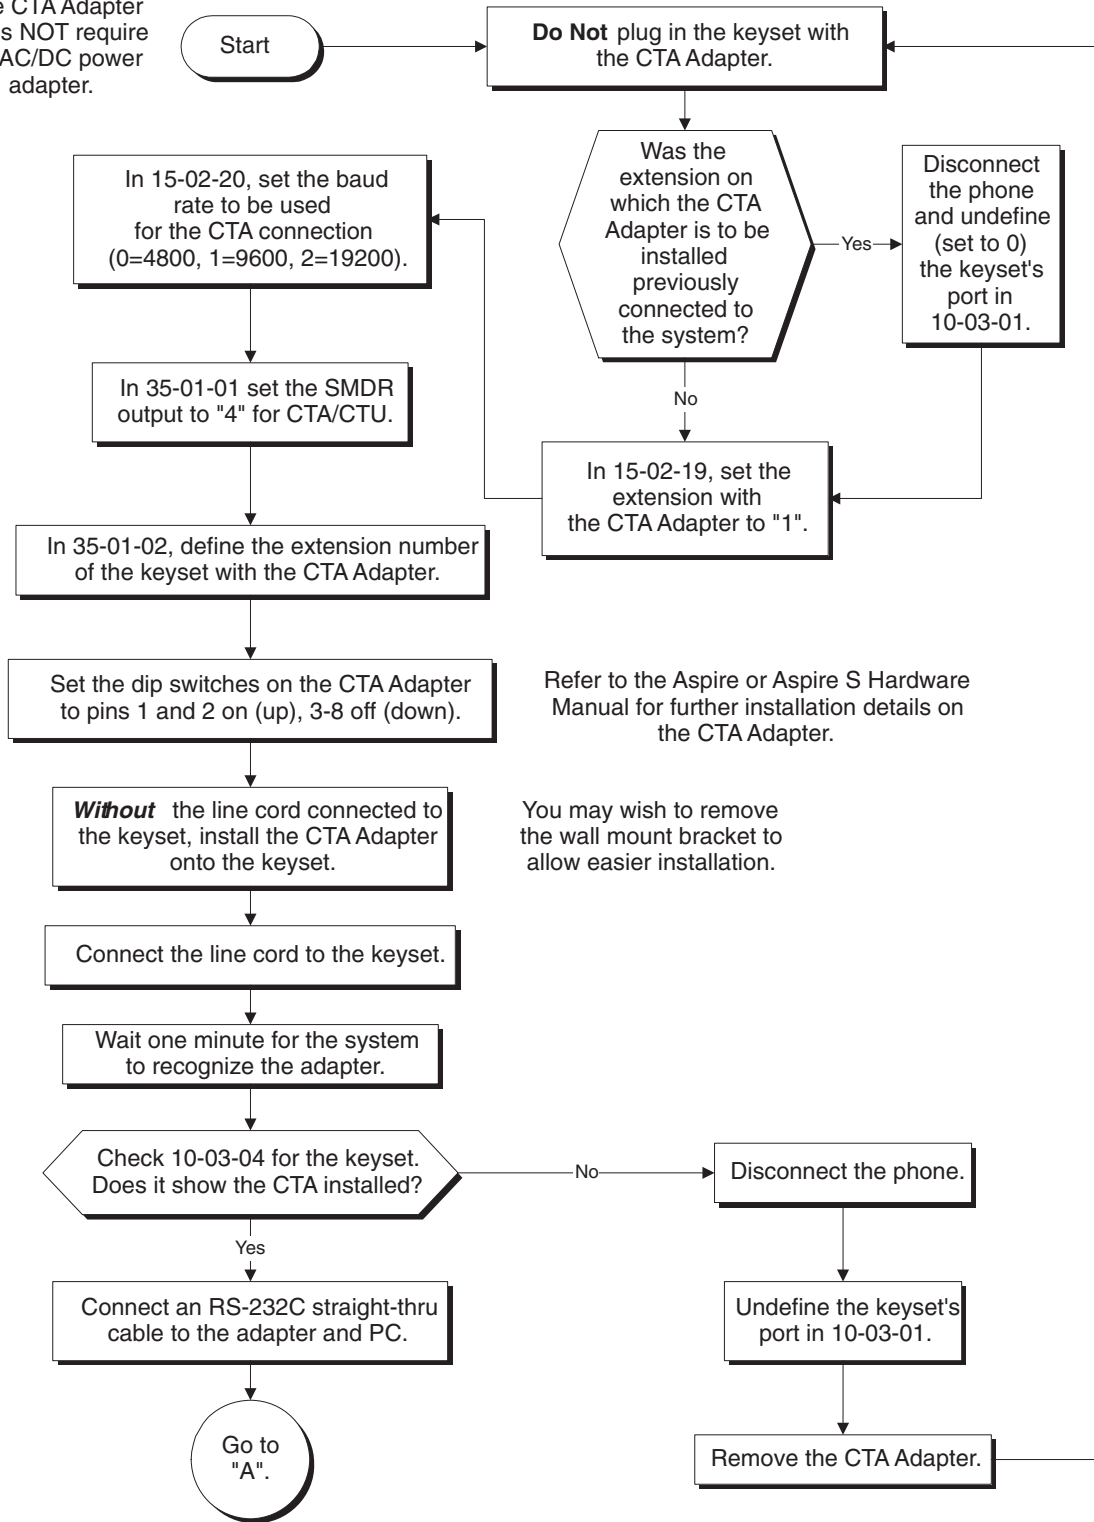 CTA Adapter
s NOT require
AC/DC power
adapter.
Start
Do Not plug in the keyset with
the CTA Adapter.
Was the
extension on
which the CTA
Adapter is to be
installed
previously
connected to
the system?
Yes
Disconnect
the phone
and undefine
(set to 0)
the keyset's
port in
10-03-01.
No
In 15-02-19, set the
extension with
the CTA Adapter to "1".
In 15-02-20, set the baud
rate to be used
for the CTA connection
(0=4800, 1=9600, 2=19200).
In 35-01-01 set the SMDR
output to "4" for CTA/CTU.
In 35-01-02, define the extension number
of the keyset with the CTA Adapter.
Set the dip switches on the CTA Adapter
to pins 1 and 2 on (up), 3-8 off (down).
Refer to the Aspire or Aspire S Hardware
Manual for further installation details on
the CTA Adapter.
Without the line cord connected to
the keyset, install the CTA Adapter
onto the keyset.
You may wish to remove
the wall mount bracket to
allow easier installation.
Connect the line cord to the keyset.
Wait one minute for the system
to recognize the adapter.
Check 10-03-04 for the keyset.
Does it show the CTA installed?
No
Disconnect the phone.
Yes
Connect an RS-232C straight-thru
cable to the adapter and PC.
Undefine the keyset's
port in 10-03-01.
Go to
"A".
Remove the CTA Adapter.